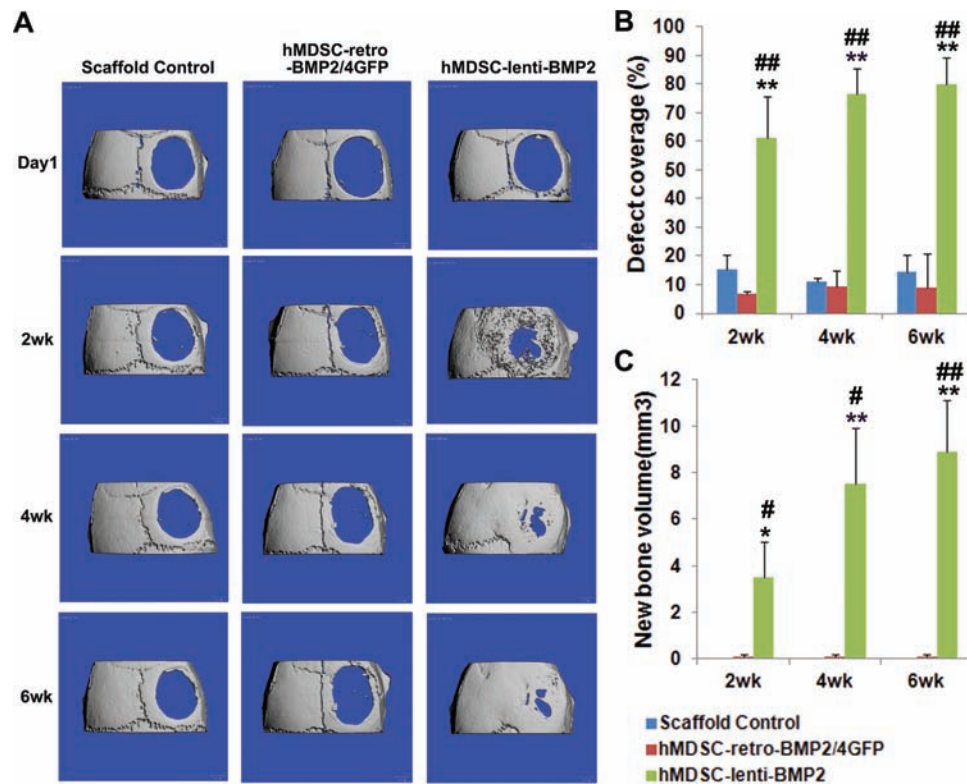 A
Scaffold Control
hMDSC-retro
-BMP2/4GFP
hMDSC-lenti-BMP2
Day1
2wk
4wk
6wk
B
Defect coverage (%)
100
90
80
70
60
50
40
30
20
10
0
##
**
##
**
##
**
2wk
4wk
6wk
C
New bone volume(mm3)
12
10
8
6
4
2
0
#
*
#
**
##
**
2wk
4wk
6wk
Scaffold Control
hMDSC-retro-BMP2/4GFP
hMDSC-lenti-BMP2